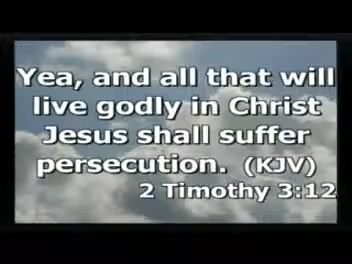 Yea, and all that will
live godly in Christ
Jesus shall suffer
persecution. (KJV)
2 Timothy 3:12